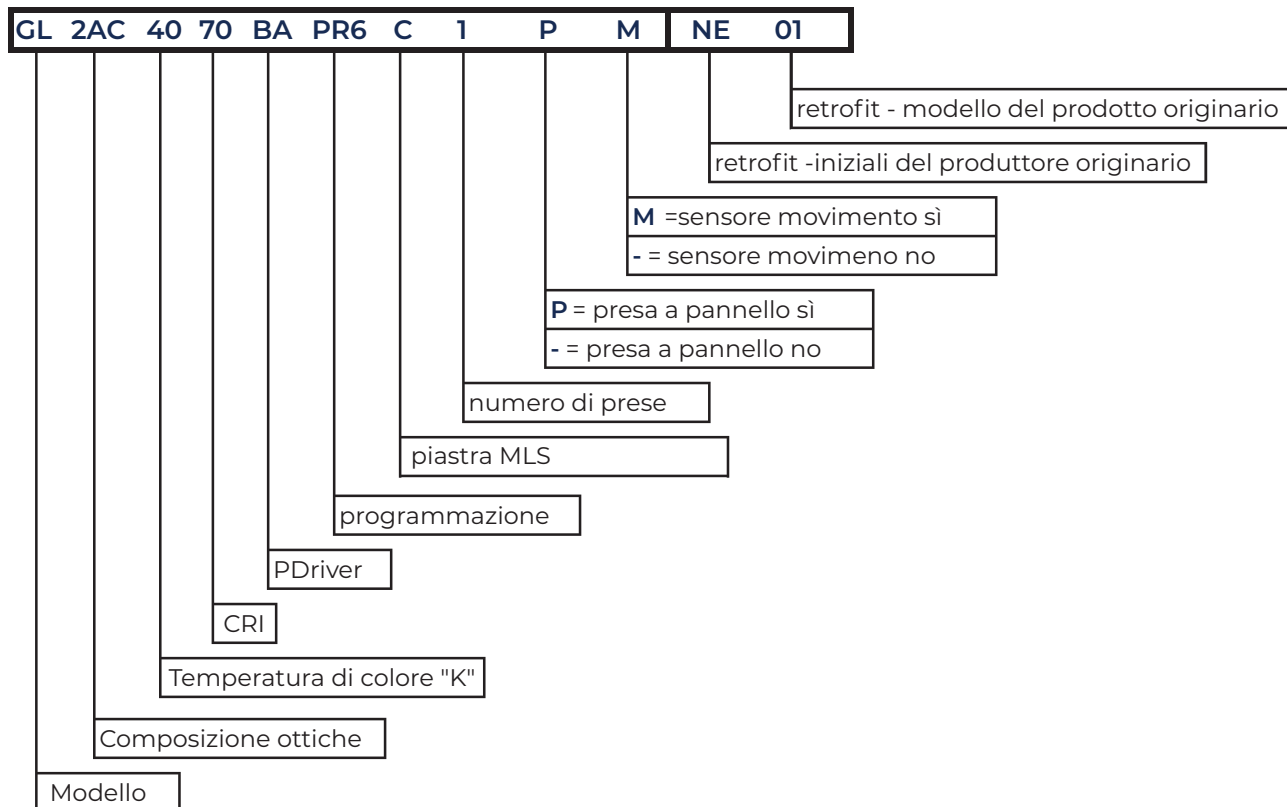 GL 2AC 40 70 BA PR6 C 1 P M NE 01
retrofit - modello del prodotto originario
retrofit -iniziali del produttore originario
M =sensore movimento sì
- = sensore movimeno no
P = presa a pannello sì
- = presa a pannello no
numero di prese
piastra MLS
programmazione
PDriver
CRI
Temperatura di colore "K"
Composizione ottiche
Modello